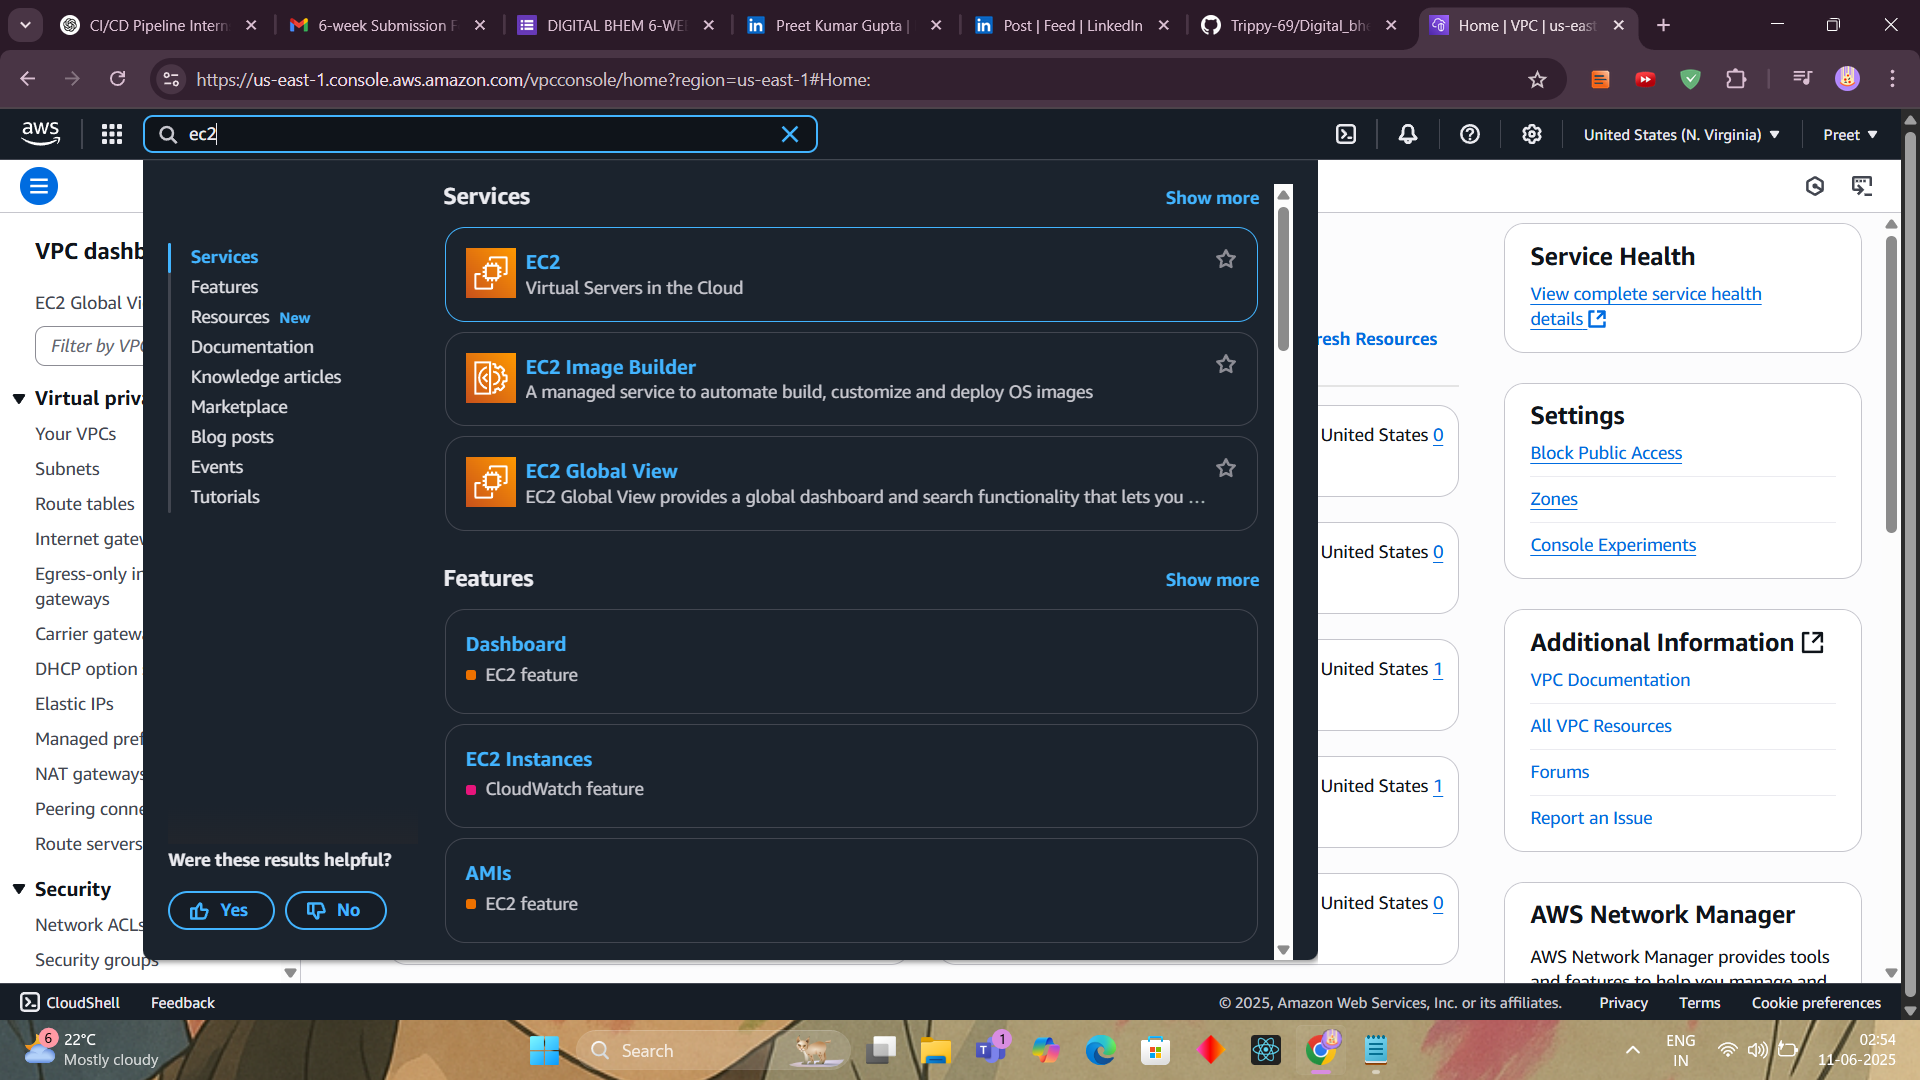 CI/CD Pipeline Intern
6-week Submission F
DIGITAL BHEM 6-WE
Preet Kumar Gupta |
Post | Feed | LinkedIn
Trippy-69/Digital_bhe
Home | VPC | us-east
https://us-east-1.console.aws.amazon.com/vpcconsole/home?region=us-east-1#Home:
aws
ec2
United States (N. Virginia)
Preet
VPC dashb
EC2 Global Vi
Filter by VPC
Virtual priva
Your VPCs
Subnets
Route tables
Internet gatew
Egress-only in
gateways
Carrier gatewa
DHCP option
Elastic IPs
Managed pref
NAT gateways
Peering conne
Route servers
Security
Network ACLs
Security groups
Services
Features
Resources New
Documentation
Knowledge articles
Marketplace
Blog posts
Events
Tutorials
Were these results helpful?
Yes
No
Services
Show more
EC2
Virtual Servers in the Cloud
EC2 Image Builder
A managed service to automate build, customize and deploy OS images
EC2 Global View
EC2 Global View provides a global dashboard and search functionality that lets you ...
Features
Show more
Dashboard
EC2 feature
EC2 Instances
CloudWatch feature
AMIs
EC2 feature
resh Resources
United States 0
United States 0
United States 1
United States 1
United States 0
Service Health
View complete service health
details
Settings
Block Public Access
Zones
Console Experiments
Additional Information
VPC Documentation
All VPC Resources
Forums
Report an Issue
AWS Network Manager
AWS Network Manager provides tools
and features to help you manage and
CloudShell
Feedback
© 2025, Amazon Web Services, Inc. or its affiliates.
Privacy
Terms
Cookie preferences
6
22°C
Mostly cloudy
Search
1
ENG
IN
02:54
11-06-2025